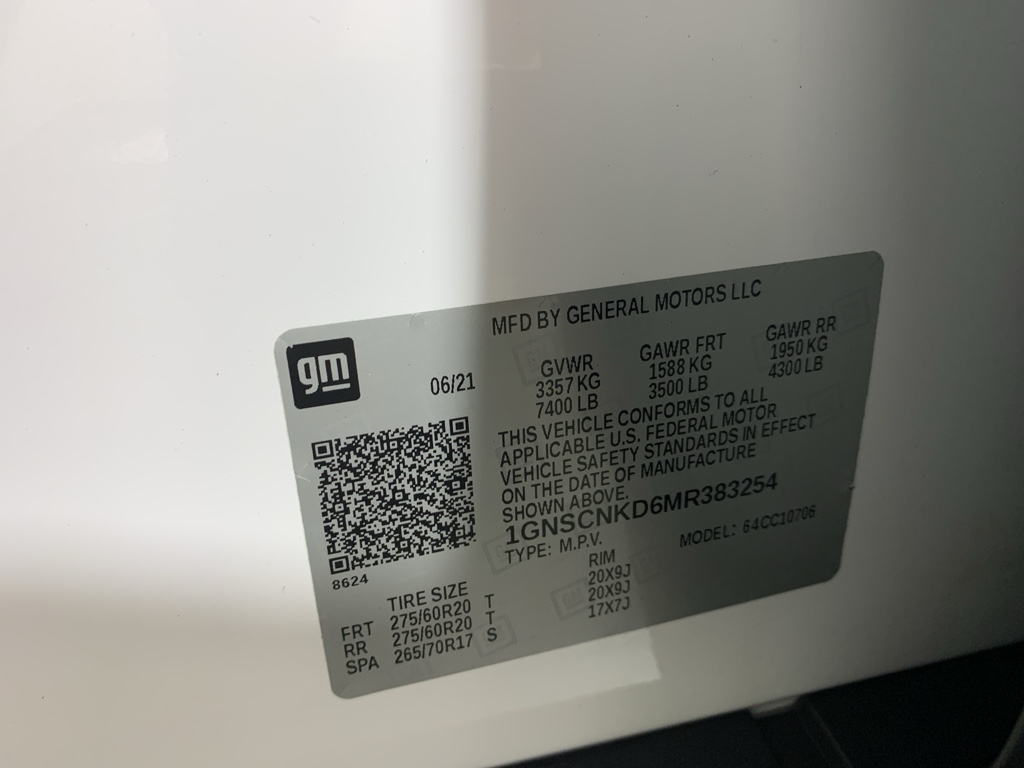 gm
MFD BY GENERAL MOTORS LLC
06/21
GVWR GAWR FRT GAWR RR
3357 KG 1588 KG 1950 KG
7400 LB 3500 LB 4300 LB
THIS VEHICLE CONFORMS TO ALL
APPLICABLE U.S. FEDERAL MOTOR
VEHICLE SAFETY STANDARDS IN EFFECT
ON THE DATE OF MANUFACTURE
SHOWN ABOVE.
1GNSCNKD6MR383254
TYPE: M.P.V. MODEL: 64CC10706
8624
TIRE SIZE RIM
FRT 275/60R20 T 20X9J
RR 275/60R20 T 20X9J
SPA 265/70R17 S 17X7J